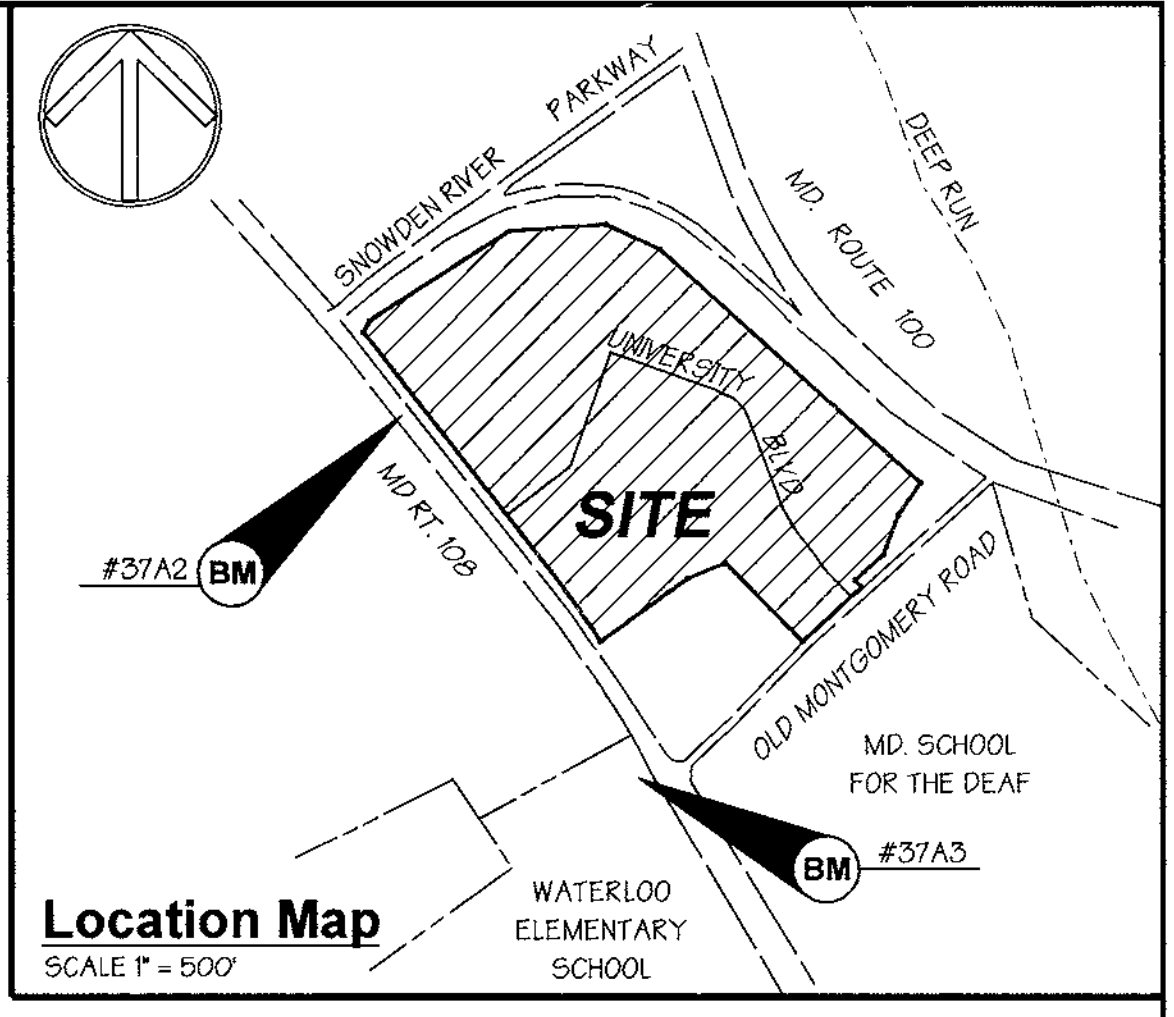 SNOWDEN RIVER PARKWAY
DEEP RUN
MD. ROUTE 100
UNIVERSITY
BLVD
SITE
MD RT. 108
#37A2 BM
OLD MONTGOMERY ROAD
MD. SCHOOL
FOR THE DEAF
BM #37A3
WATERLOO
ELEMENTARY
SCHOOL
Location Map
SCALE 1" = 500'